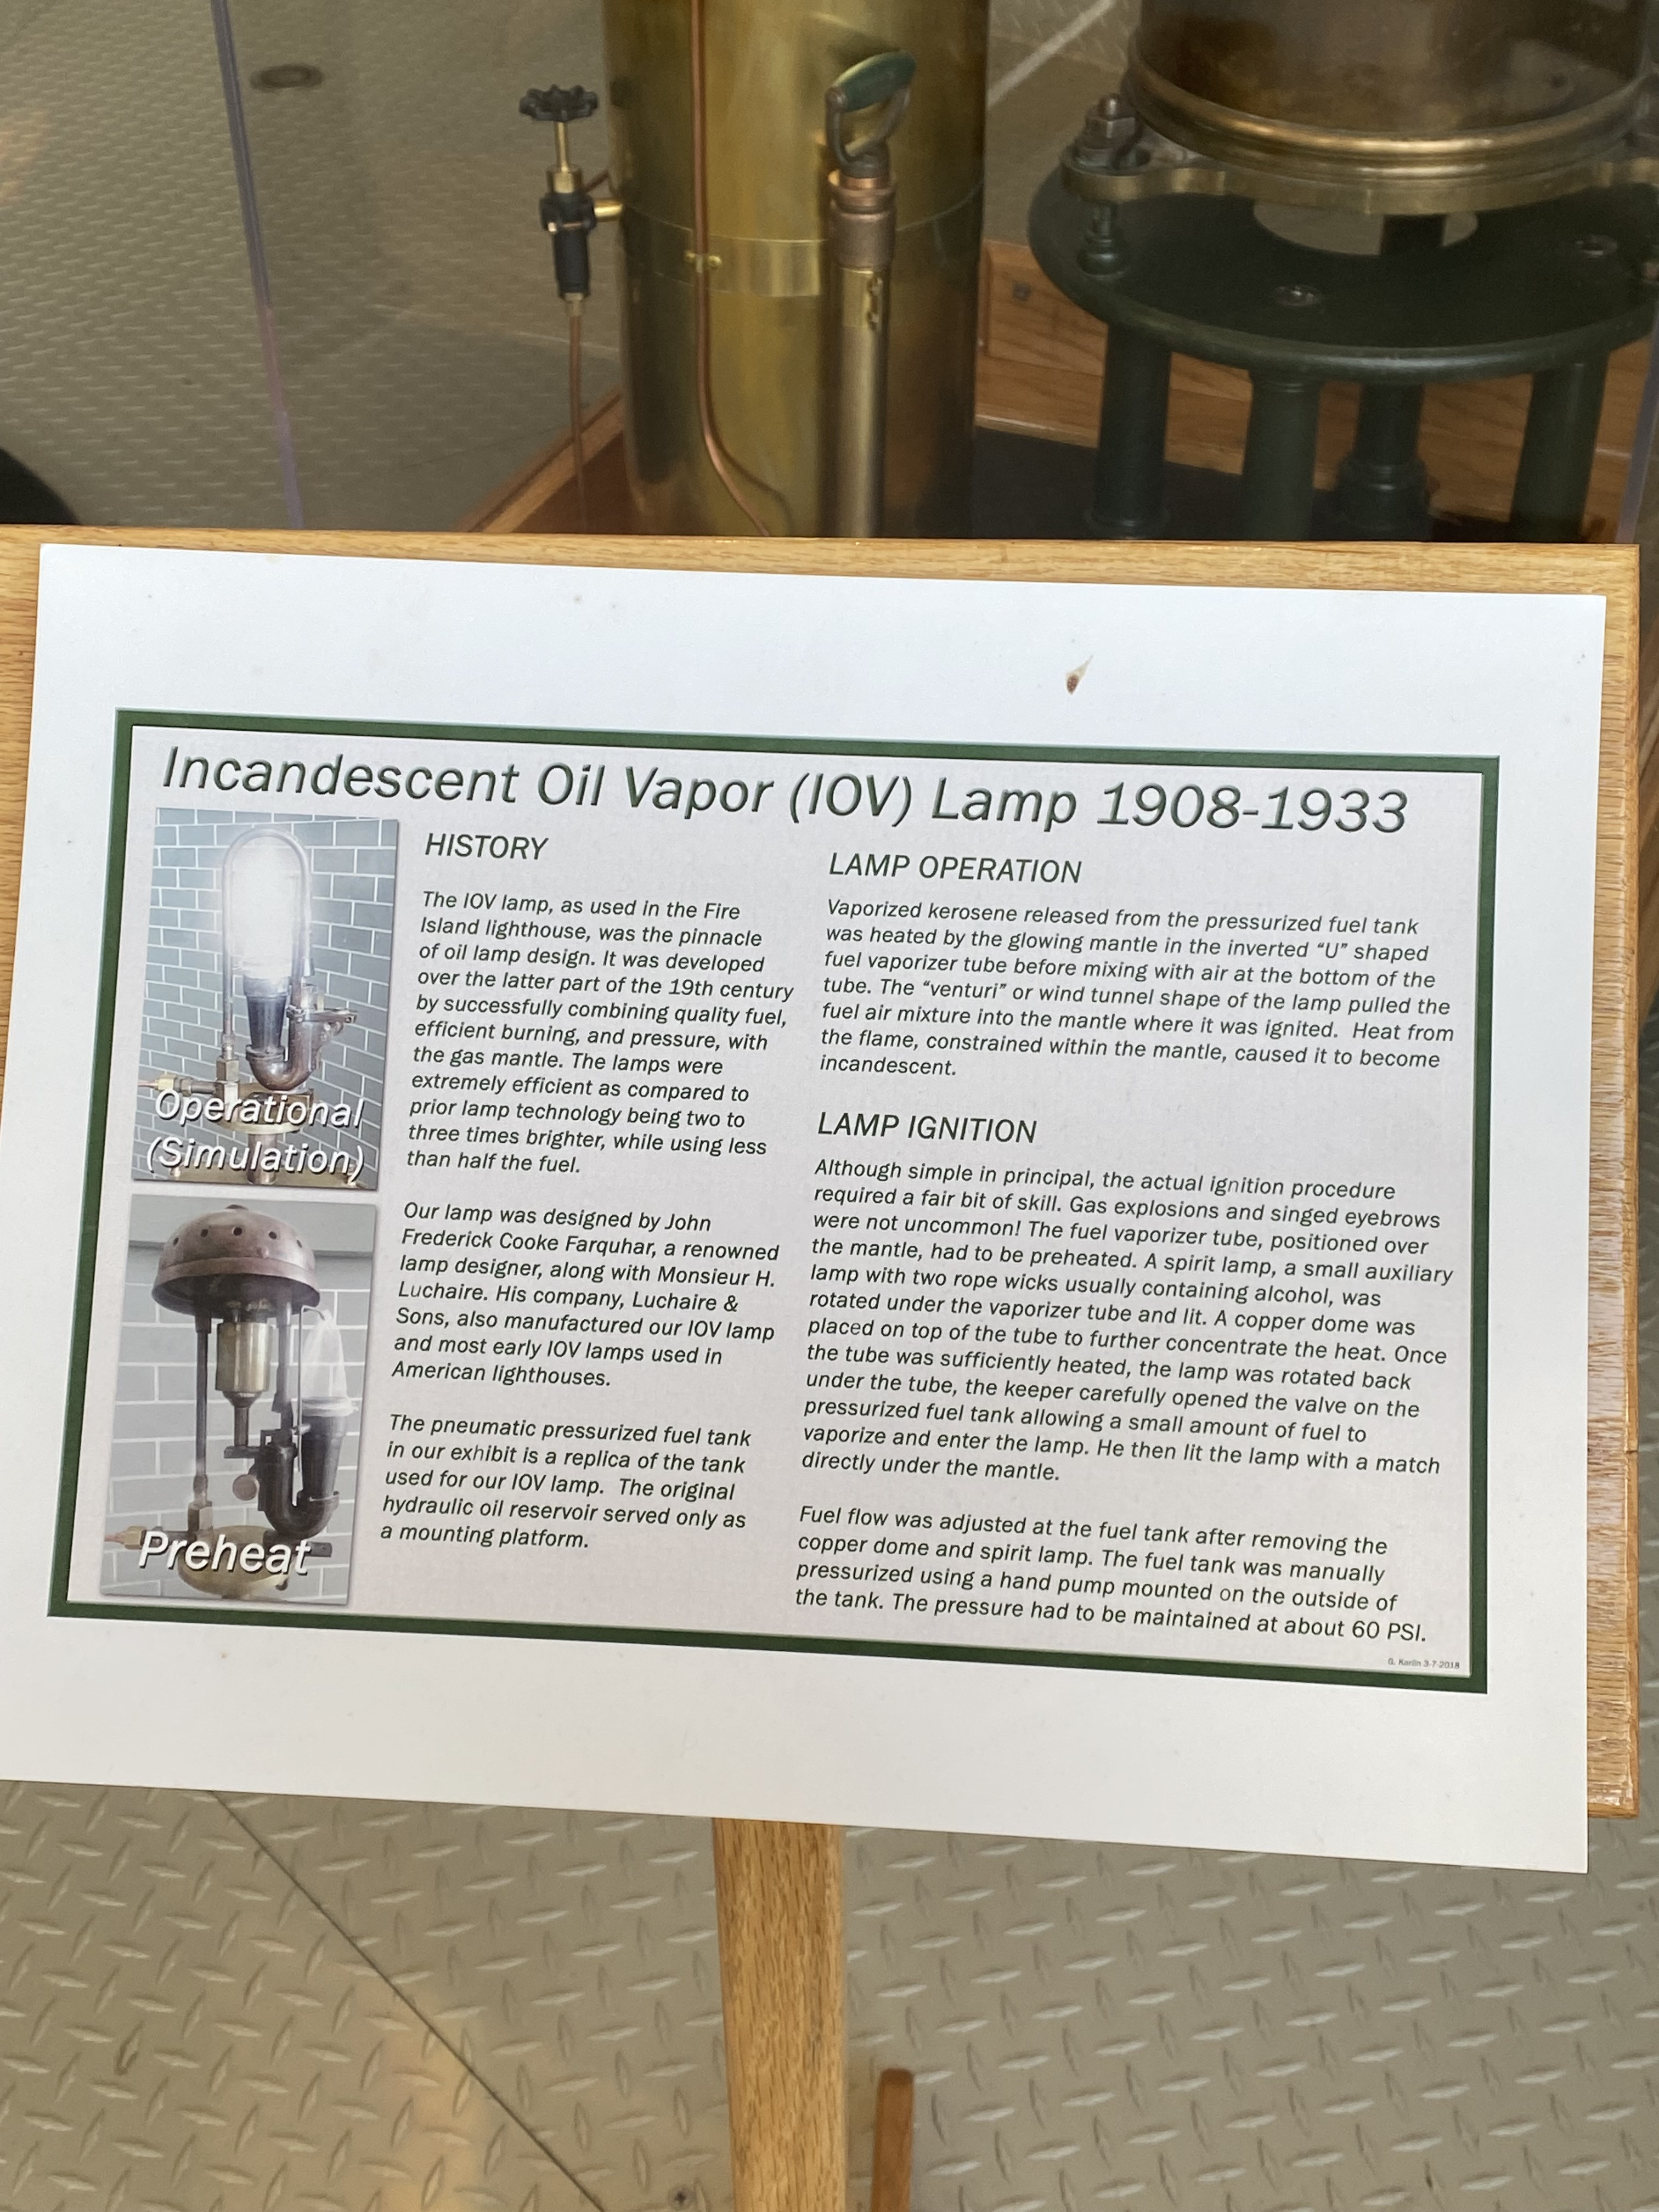 Incandescent Oil Vapor (IOV) Lamp 1908-1933
Operational
(Simulation)
Preheat
HISTORY
The IOV lamp, as used in the Fire
Island lighthouse, was the pinnacle
of oil lamp design. It was developed
over the latter part of the 19th century
by successfully combining quality fuel,
efficient burning, and pressure, with
the gas mantle. The lamps were
extremely efficient as compared to
prior lamp technology being two to
three times brighter, while using less
than half the fuel.
Our lamp was designed by John
Frederick Cooke Farquhar, a renowned
lamp designer, along with Monsieur H.
Luchaire. His company, Luchaire &
Sons, also manufactured our IOV lamp
and most early IOV lamps used in
American lighthouses.
The pneumatic pressurized fuel tank
in our exhibit is a replica of the tank
used for our IOV lamp. The original
hydraulic oil reservoir served only as
a mounting platform.
LAMP OPERATION
Vaporized kerosene released from the pressurized fuel tank
was heated by the glowing mantle in the inverted “U” shaped
fuel vaporizer tube before mixing with air at the bottom of the
tube. The “venturi” or wind tunnel shape of the lamp pulled the
fuel air mixture into the mantle where it was ignited. Heat from
the flame, constrained within the mantle, caused it to become
incandescent.
LAMP IGNITION
Although simple in principal, the actual ignition procedure
required a fair bit of skill. Gas explosions and singed eyebrows
were not uncommon! The fuel vaporizer tube, positioned over
the mantle, had to be preheated. A spirit lamp, a small auxiliary
lamp with two rope wicks usually containing alcohol, was
rotated under the vaporizer tube and lit. A copper dome was
placed on top of the tube to further concentrate the heat. Once
the tube was sufficiently heated, the lamp was rotated back
under the tube, the keeper carefully opened the valve on the
pressurized fuel tank allowing a small amount of fuel to
vaporize and enter the lamp. He then lit the lamp with a match
directly under the mantle.
Fuel flow was adjusted at the fuel tank after removing the
copper dome and spirit lamp. The fuel tank was manually
pressurized using a hand pump mounted on the outside of
the tank. The pressure had to be maintained at about 60 PSI.
G. Karlin 3-7-2018